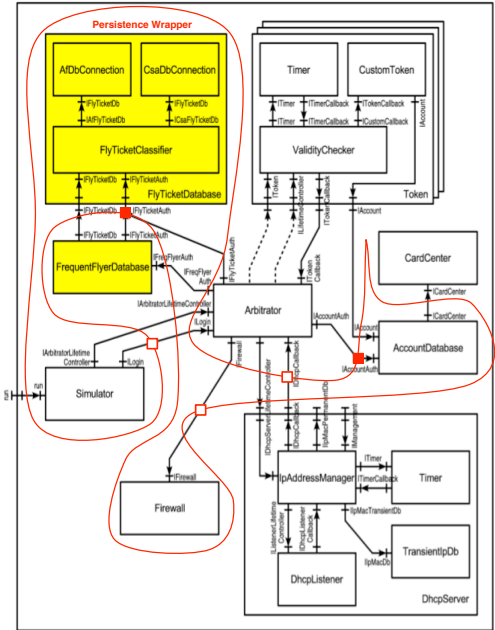 Persistence Wrapper
AfDbConnection
CsaDbConnection
IFlyTicketDb
IAfFlyTicketDb
IFlyTicketDb
ICsaFlyTicketDb
FlyTicketClassifier
IFlyTicketDb
IFlyTicketAuth
FlyTicketDatabase
IFlyTicketDb
IFlyTicketAuth
IFlyTicketDb
IFlyTicketAuth
FrequentFlyerDatabase
IFreqFlyerAuth
IFreqFlyer
Auth
IFlyTicketAuth
Timer
CustomToken
ITimer
ITimerCallback
ITokenCallback
IAccount
ITimer
ITimerCallback
ICustomCallback
ValidityChecker
IToken
ILifetimeController
ITokenCallback
Token
IAccount
IToken
Callback
CardCenter
ICardCenter
ICardCenter
IArbitratorLifetimeController
ILogin
Arbitrator
IAccountAuth
IAccount
IAccountAuth
AccountDatabase
IFirewall
IDhcpCallback
IArbitratorLifetime
Controller
ILogin
run
run
Simulator
IDhcpServerLifetimeController
IDhcpCallback
IIpMacPermanentDb
IManagement
IFirewall
Firewall
IpAddressManager
ITimer
ITimerCallback
Timer
IIpMacTransientDb
IListenerLifetime
Controller
IDhcpListener
Callback
IIpMacDb
TransientIpDb
DhcpListener
DhcpServer